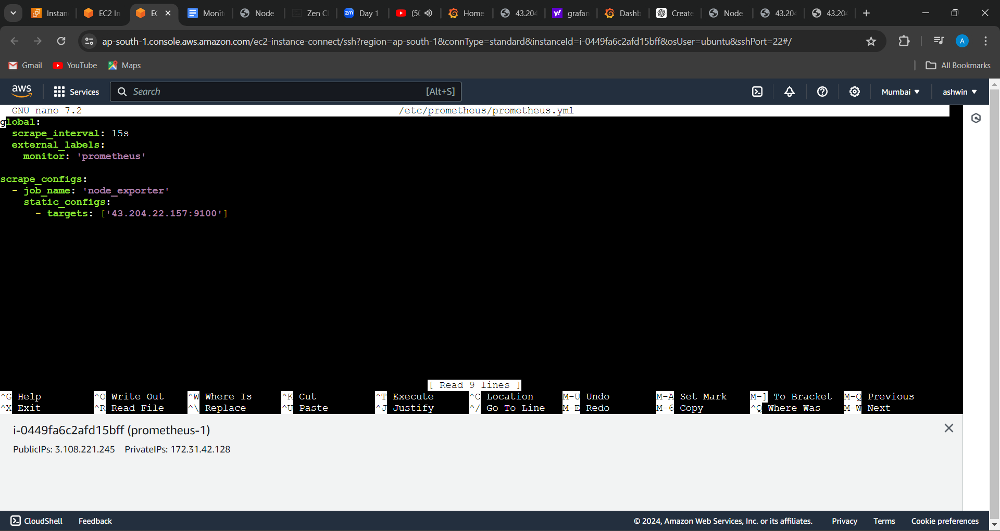 Instan
EC2 In
EC
Monit
Node
Zen Cl
zm Day 1
(50
Home
43.204
y! grafan
Dashb
Create
Node
43.204
43.204
ap-south-1.console.aws.amazon.com/ec2-instance-connect/ssh?region=ap-south-1&connType=standard&instanceId=i-0449fa6c2afd15bff&osUser=ubuntu&sshPort=22#/
A
Gmail YouTube Maps All Bookmarks
aws Services Search [Alt+S] Mumbai ashwin
GNU nano 7.2 /etc/prometheus/prometheus.yml
global:
  scrape_interval: 15s
  external_labels:
    monitor: 'prometheus'
scrape_configs:
  - job_name: 'node_exporter'
    static_configs:
      - targets: ['43.204.22.157:9100']
[ Read 9 lines ]
^G Help ^O Write Out ^W Where Is ^K Cut ^T Execute ^C Location M-U Undo M-A Set Mark M-] To Bracket M-Q Previous
^X Exit ^R Read File ^\ Replace ^U Paste ^J Justify ^/ Go To Line M-E Redo M-6 Copy ^Q Where Was M-W Next
i-0449fa6c2afd15bff (prometheus-1)
PublicIPs: 3.108.221.245 PrivateIPs: 172.31.42.128
CloudShell Feedback © 2024, Amazon Web Services, Inc. or its affiliates. Privacy Terms Cookie preferences